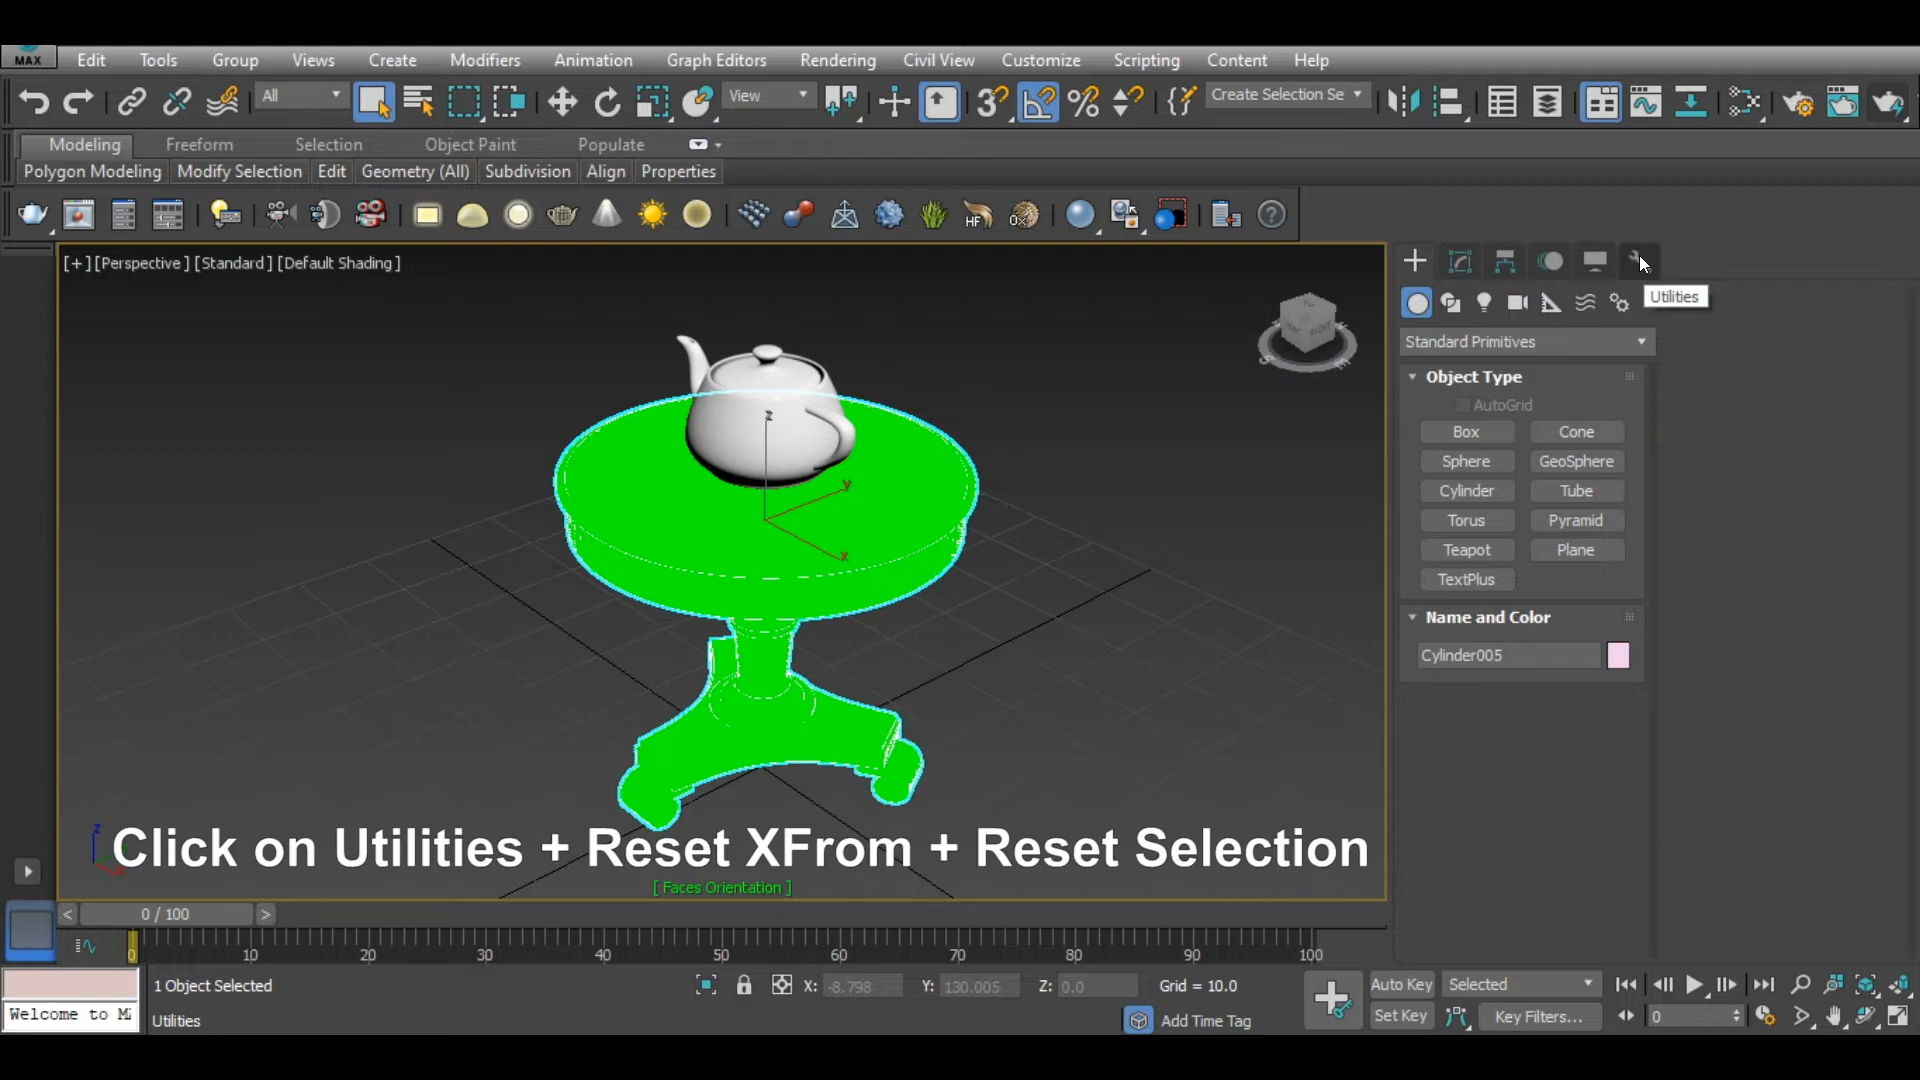 MAX
Edit Tools Group Views Create Modifiers Animation Graph Editors Rendering Civil View Customize Scripting Content Help
All View Create Selection Se
Modeling Freeform Selection Object Paint Populate
Polygon Modeling Modify Selection Edit Geometry (All) Subdivision Align Properties
[+] [Perspective] [Standard] [Default Shading]
Utilities
Standard Primitives
Object Type
AutoGrid
Box Cone
Sphere GeoSphere
Cylinder Tube
Torus Pyramid
Teapot Plane
TextPlus
Name and Color
Cylinder005
z
y
x
Click on Utilities + Reset XFrom + Reset Selection
[ Faces Orientation ]
< 0 / 100 >
0 10 20 30 40 50 60 70 80 90 100
1 Object Selected X: -8.798 Y: 130.005 Z: 0.0 Grid = 10.0 Auto Key Selected
Welcome to M
Utilities Add Time Tag Set Key Key Filters... 0